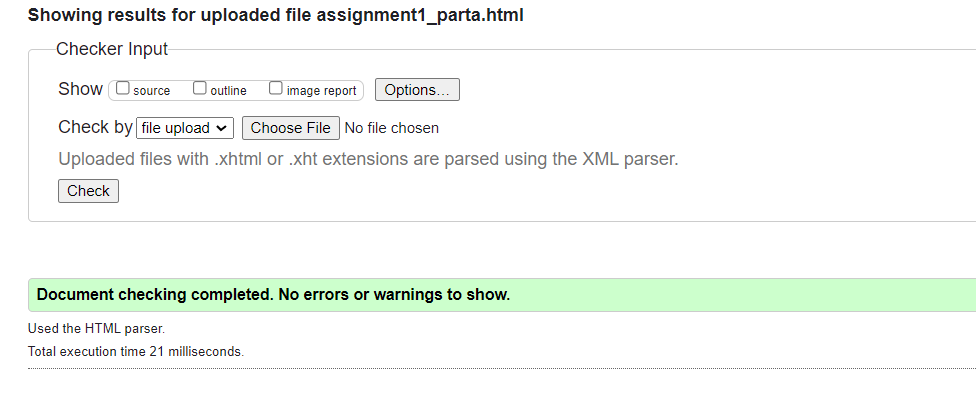 Showing results for uploaded file assignment1_parta.html
Checker Input
Show source outline image report Options...
Check by file upload Choose File No file chosen
Uploaded files with .xhtml or .xht extensions are parsed using the XML parser.
Check
Document checking completed. No errors or warnings to show.
Used the HTML parser.
Total execution time 21 milliseconds.